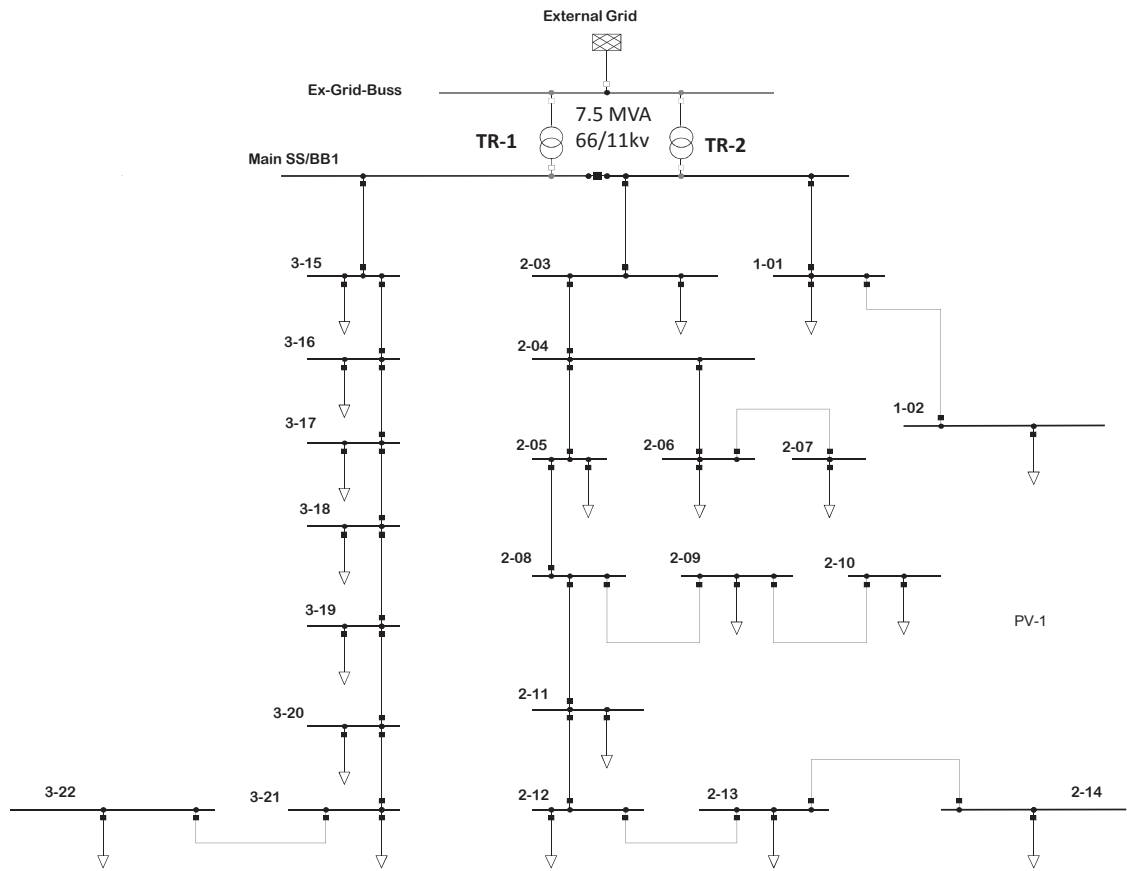 External Grid
Ex-Grid-Buss
7.5 MVA
66/11kv
TR-1
TR-2
Main SS/BB1
3-15
2-03
1-01
3-16
2-04
1-02
3-17
2-05
2-06
2-07
3-18
2-08
2-09
2-10
3-19
PV-1
2-11
3-20
3-22
3-21
2-12
2-13
2-14